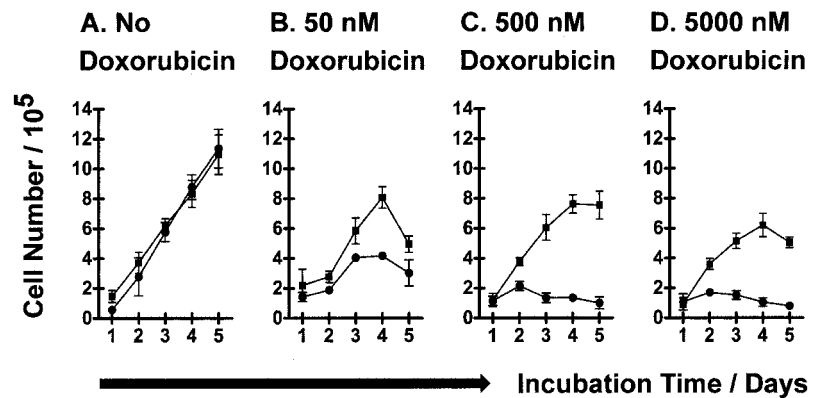 A. No B. 50 nM C. 500 nM D. 5000 nM
Doxorubicin Doxorubicin Doxorubicin Doxorubicin
Cell Number / 10⁵
14 14 14 14
12 12 12 12
10 10 10 10
8 8 8 8
6 6 6 6
4 4 4 4
2 2 2 2
0 0 0 0
1 2 3 4 5 1 2 3 4 5 1 2 3 4 5 1 2 3 4 5
Incubation Time / Days